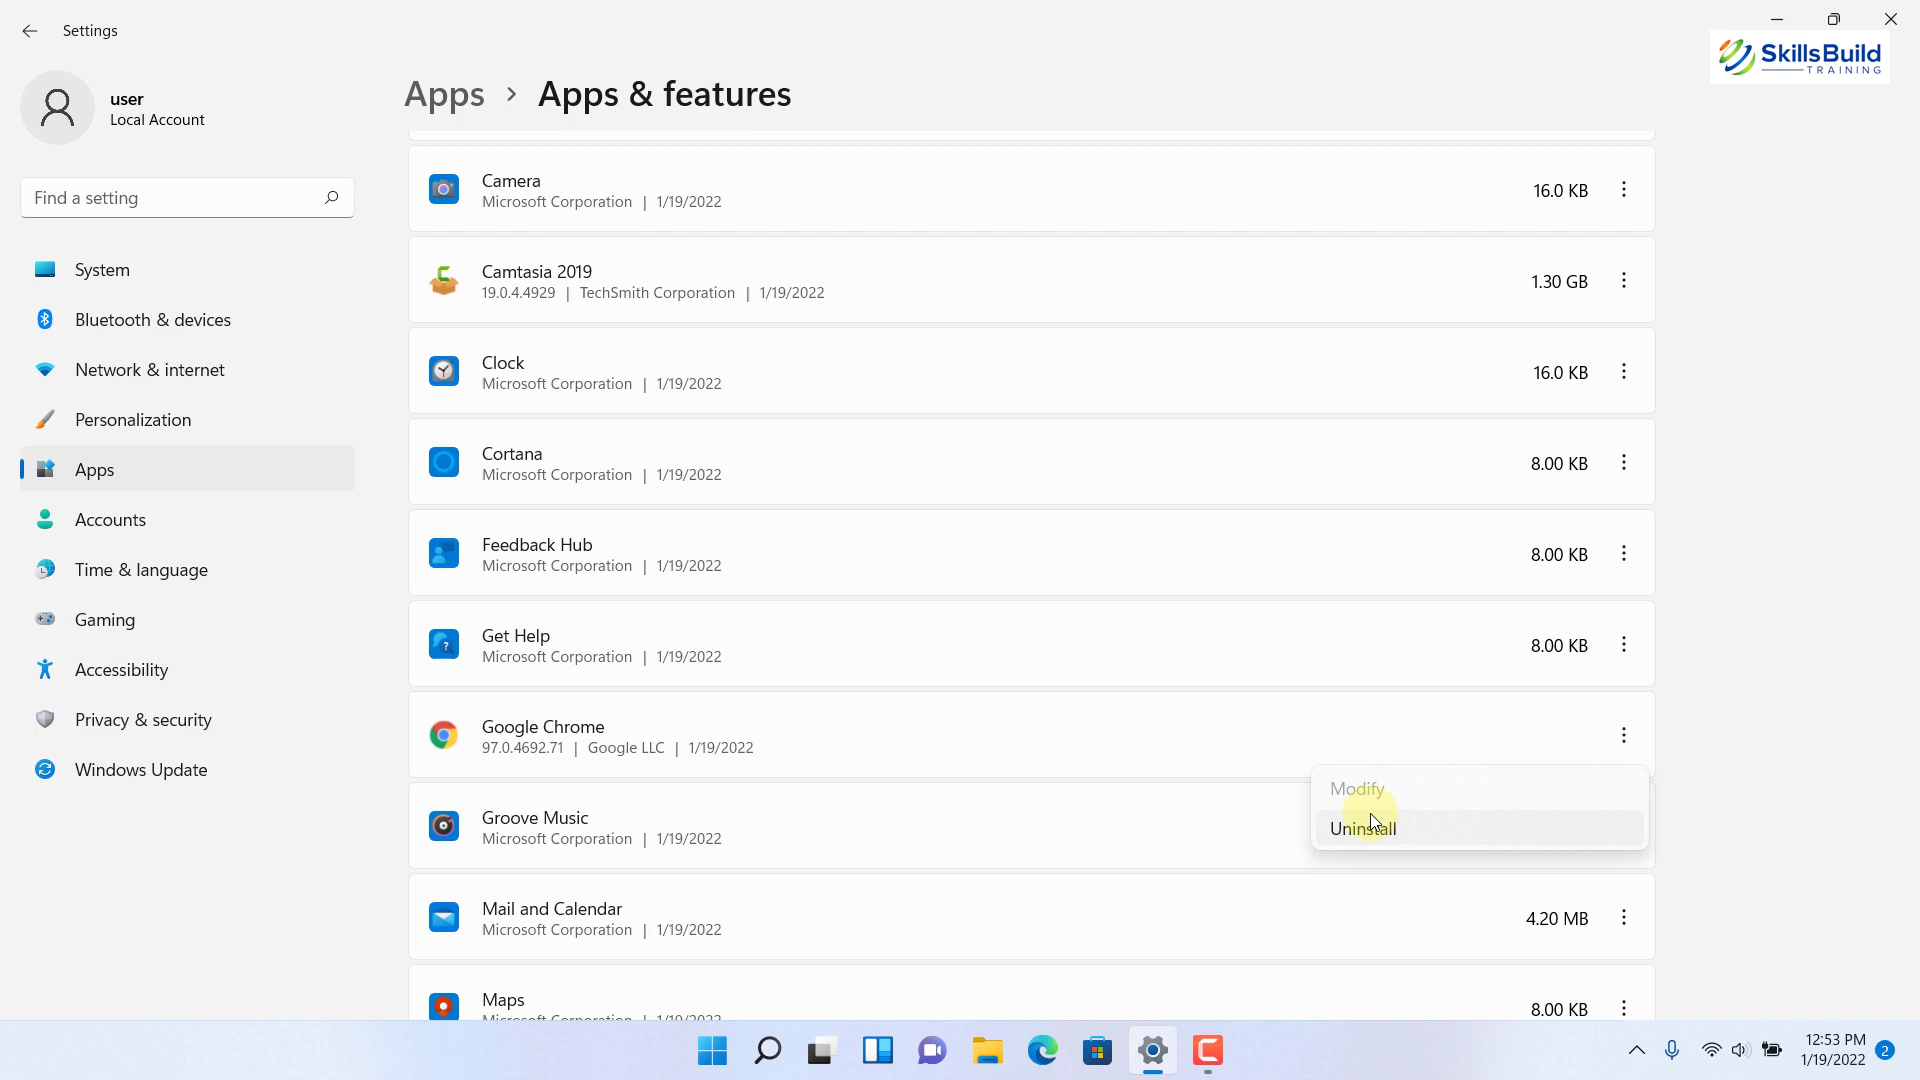 Settings
SkillsBuild
TRAINING
user
Local Account
Find a setting
System
Bluetooth & devices
Network & internet
Personalization
Apps
Accounts
Time & language
Gaming
Accessibility
Privacy & security
Windows Update
Apps > Apps & features
Camera
Microsoft Corporation | 1/19/2022
16.0 KB
Camtasia 2019
19.0.4.4929 | TechSmith Corporation | 1/19/2022
1.30 GB
Clock
Microsoft Corporation | 1/19/2022
16.0 KB
Cortana
Microsoft Corporation | 1/19/2022
8.00 KB
Feedback Hub
Microsoft Corporation | 1/19/2022
8.00 KB
Get Help
Microsoft Corporation | 1/19/2022
8.00 KB
Google Chrome
97.0.4692.71 | Google LLC | 1/19/2022
Modify
Uninstall
Groove Music
Microsoft Corporation | 1/19/2022
Mail and Calendar
Microsoft Corporation | 1/19/2022
4.20 MB
Maps
Microsoft Corporation | 1/19/2022
8.00 KB
12:53 PM
1/19/2022
2